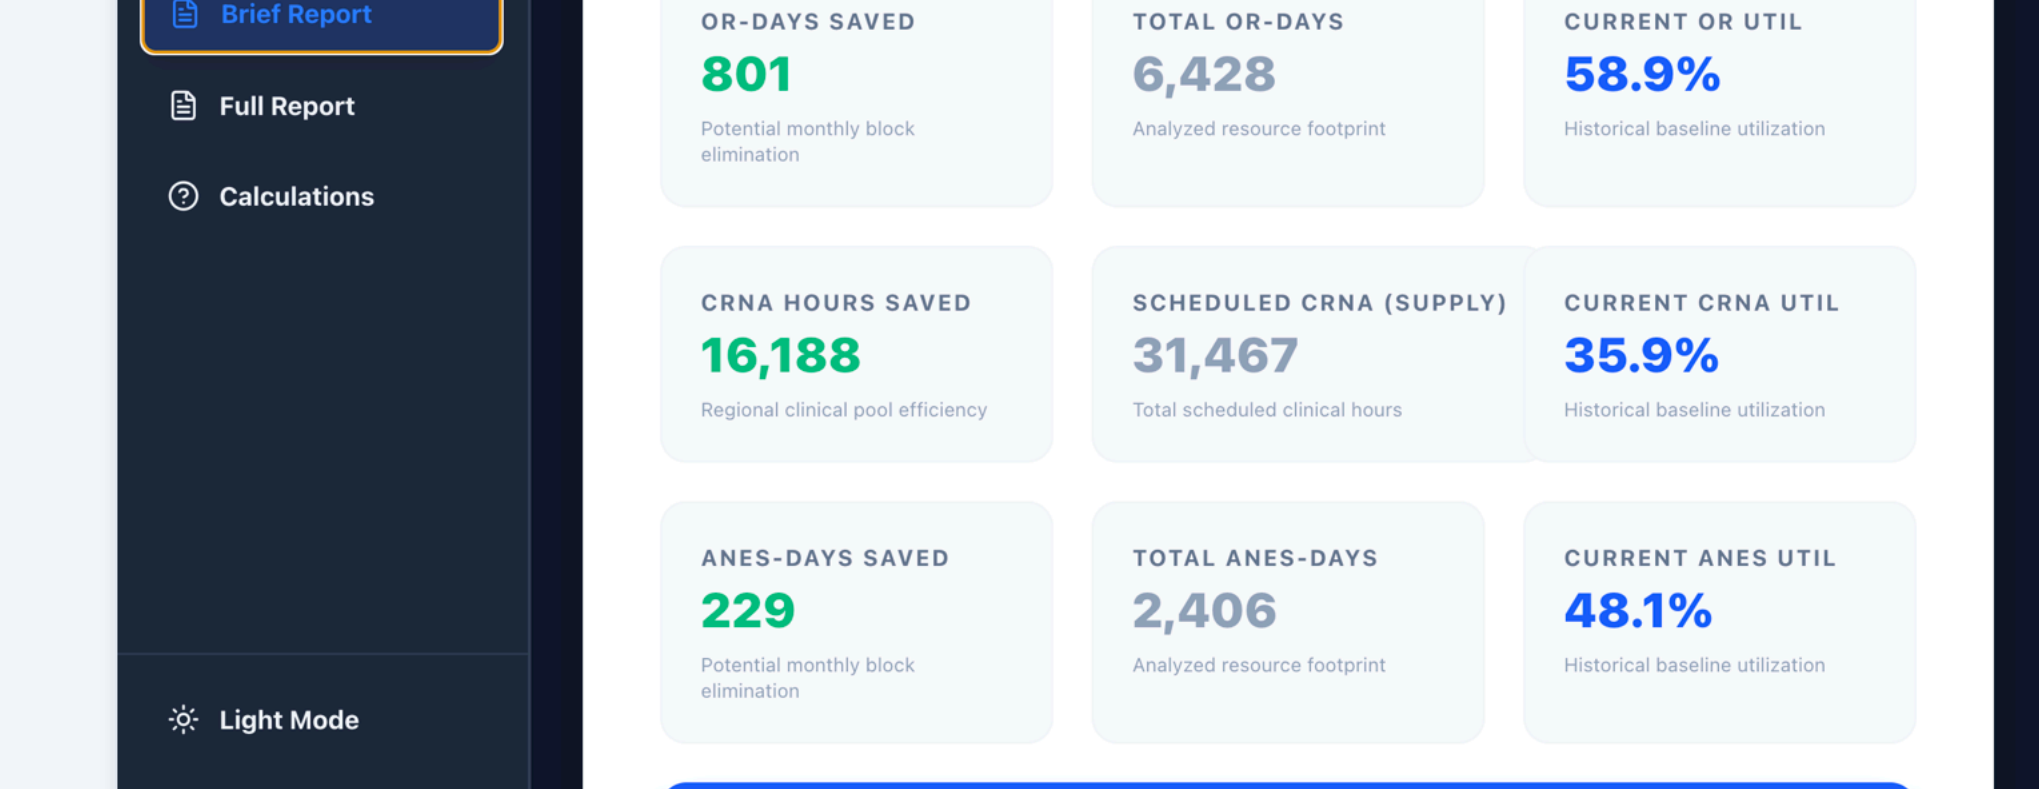 Brief Report
Full Report
Calculations
Light Mode
OR-DAYS SAVED
801
Potential monthly block
elimination
TOTAL OR-DAYS
6,428
Analyzed resource footprint
CURRENT OR UTIL
58.9%
Historical baseline utilization
CRNA HOURS SAVED
16,188
Regional clinical pool efficiency
SCHEDULED CRNA (SUPPLY)
31,467
Total scheduled clinical hours
CURRENT CRNA UTIL
35.9%
Historical baseline utilization
ANES-DAYS SAVED
229
Potential monthly block
elimination
TOTAL ANES-DAYS
2,406
Analyzed resource footprint
CURRENT ANES UTIL
48.1%
Historical baseline utilization